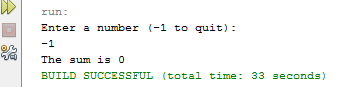 run:
Enter a number (-1 to quit):
-1
The sum is 0
BUILD SUCCESSFUL (total time: 33 seconds)